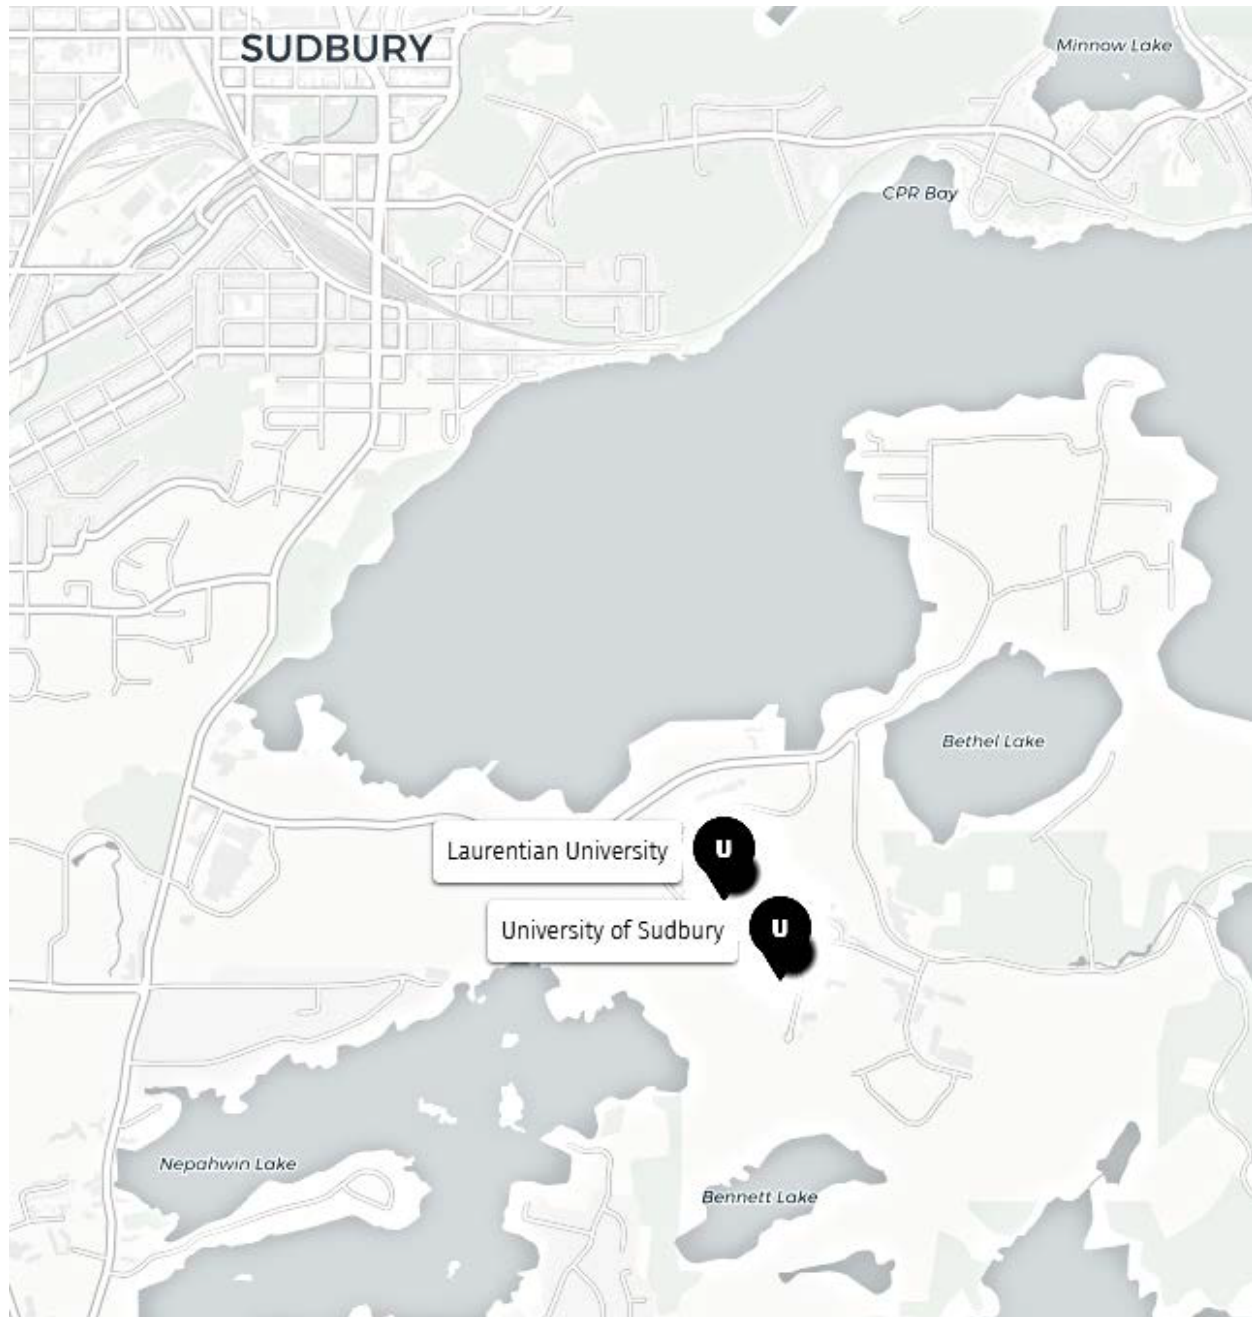 SUDBURY
Minnow Lake
CPR Bay
Bethel Lake
Laurentian University
U
University of Sudbury
U
Nepahwin Lake
Bennett Lake